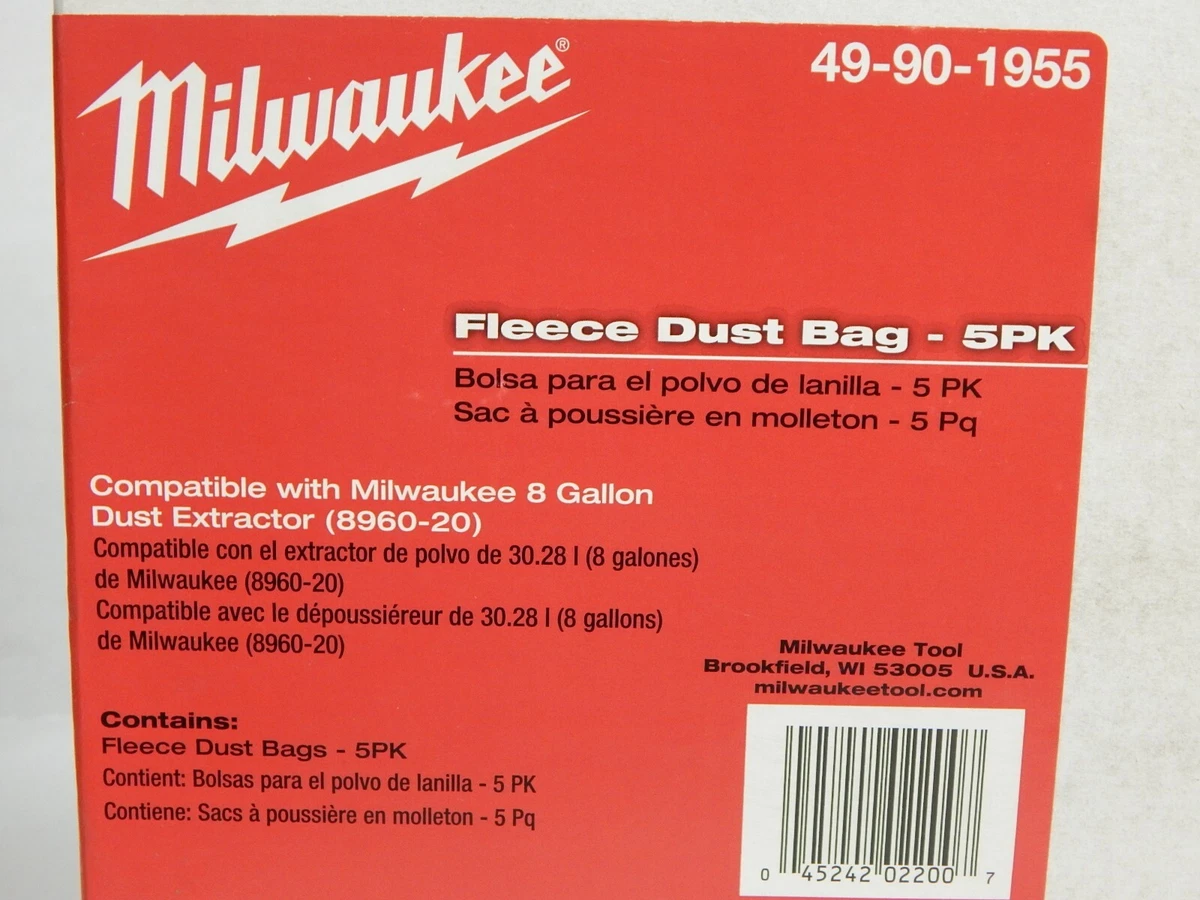 Milwaukee®
49-90-1955
Fleece Dust Bag - 5PK
Bolsa para el polvo de lanilla - 5 PK
Sac à poussière en molleton - 5 Pq
Compatible with Milwaukee 8 Gallon
Dust Extractor (8960-20)
Compatible con el extractor de polvo de 30.28 l (8 galones)
de Milwaukee (8960-20)
Compatible avec le dépoussiéreur de 30.28 l (8 gallons)
de Milwaukee (8960-20)
Milwaukee Tool
Brookfield, WI 53005 U.S.A.
milwaukeetool.com
Contains:
Fleece Dust Bags - 5PK
Contient: Bolsas para el polvo de lanilla - 5 PK
Contiene: Sacs à poussière en molleton - 5 Pq
0 45242 02200 7